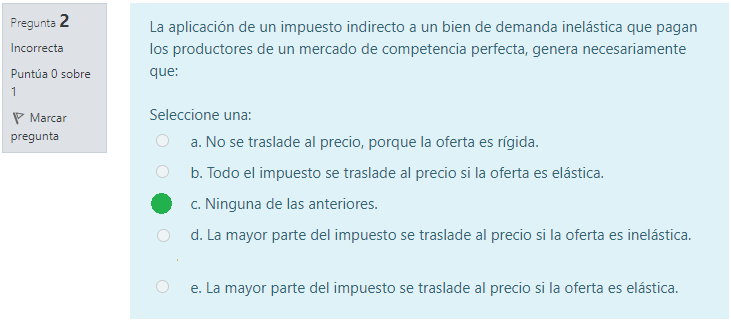 Pregunta 2
Incorrecta
Puntúa 0 sobre
1
Marcar
pregunta
La aplicación de un impuesto indirecto a un bien de demanda inelástica que pagan
los productores de un mercado de competencia perfecta, genera necesariamente
que:
Seleccione una:
a. No se traslade al precio, porque la oferta es rígida.
b. Todo el impuesto se traslade al precio si la oferta es elástica.
c. Ninguna de las anteriores.
d. La mayor parte del impuesto se traslade al precio si la oferta es inelástica.
e. La mayor parte del impuesto se traslade al precio si la oferta es elástica.